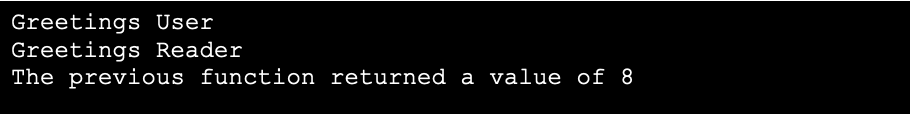 Greetings User
Greetings Reader
The previous function returned a value of 8